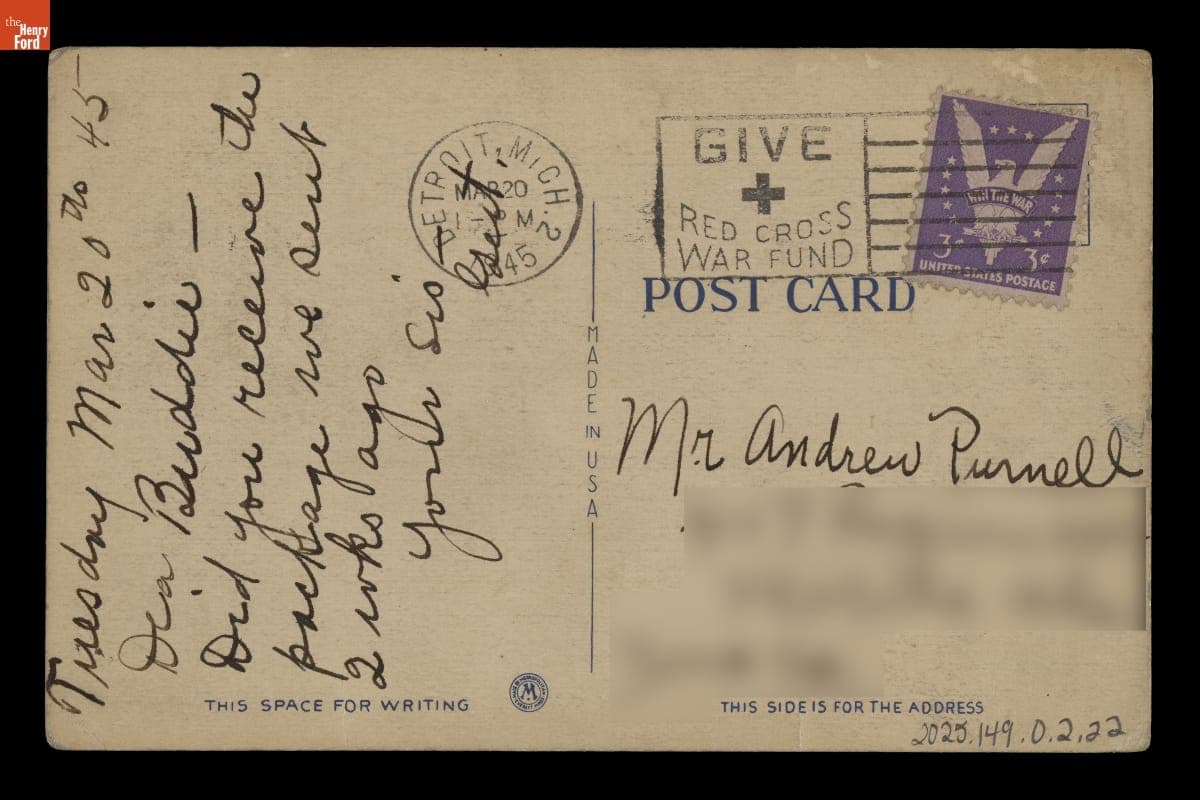 the
Henry
Ford
Tuesday Mar 20th 45
Dea Buddie —
Did you receive the
package we sent
2 wks ago
Your Sis —
DETROIT, MICH. 2
MAR 20
M
1945
GIVE
RED CROSS
WAR FUND
WIN THE WAR
3¢ 3¢
UNITED STATES POSTAGE
POST CARD
MADE IN USA
Mr Andrew Purnell
THIS SPACE FOR WRITING
M
THIS SIDE IS FOR THE ADDRESS
2025.149.0.2.22